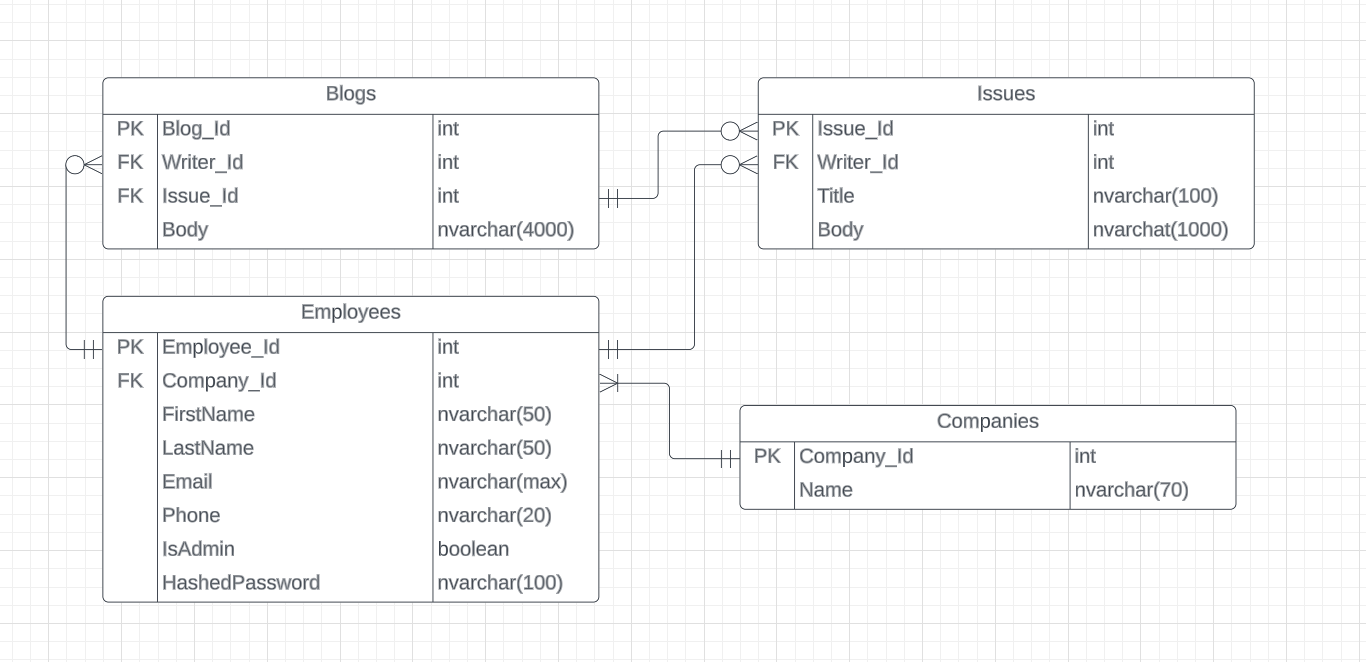 Blogs
PK Blog_Id int
FK Writer_Id int
FK Issue_Id int
Body nvarchar(4000)
Issues
PK Issue_Id int
FK Writer_Id int
Title nvarchar(100)
Body nvarchat(1000)
Employees
PK Employee_Id int
FK Company_Id int
FirstName nvarchar(50)
LastName nvarchar(50)
Email nvarchar(max)
Phone nvarchar(20)
IsAdmin boolean
HashedPassword nvarchar(100)
Companies
PK Company_Id int
Name nvarchar(70)